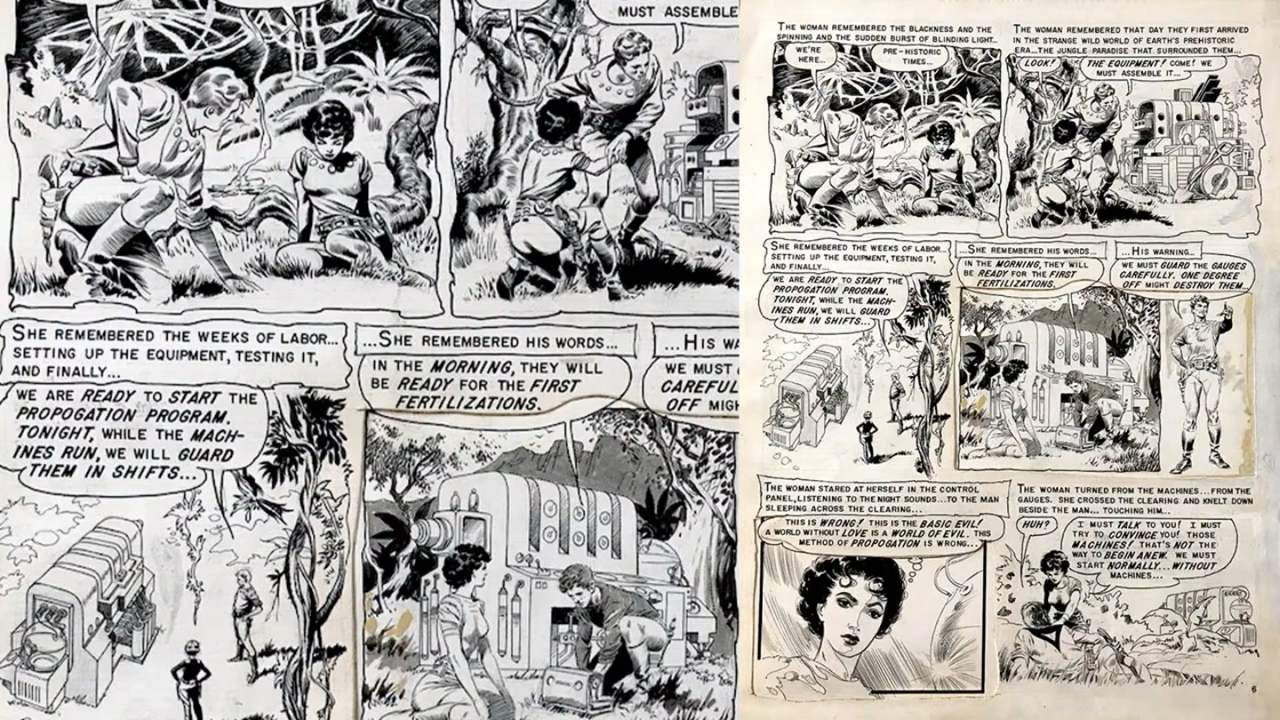 MUST ASSEMBLE
SHE REMEMBERED THE WEEKS OF LABOR...
SETTING UP THE EQUIPMENT, TESTING IT,
AND FINALLY...
WE ARE READY TO START THE
PROPOGATION PROGRAM.
TONIGHT, WHILE THE MACH-
INES RUN, WE WILL GUARD
THEM IN SHIFTS...
...SHE REMEMBERED HIS WORDS...
IN THE MORNING, THEY WILL
BE READY FOR THE FIRST
FERTILIZATIONS.
...HIS WA
WE MUST
CAREFUL
OFF MIGH
THE WOMAN REMEMBERED THE BLACKNESS AND THE
SPINNING AND THE SUDDEN BURST OF BLINDING LIGHT...
WE'RE
HERE...
PRE-HISTORIC
TIMES...
THE WOMAN REMEMBERED THAT DAY THEY FIRST ARRIVED
IN THE STRANGE WILD WORLD OF EARTH'S PREHISTORIC
ERA...THE JUNGLE PARADISE THAT SURROUNDED THEM...
LOOK!
THE EQUIPMENT! COME! WE
MUST ASSEMBLE IT...
SHE REMEMBERED THE WEEKS OF LABOR...
SETTING UP THE EQUIPMENT, TESTING IT,
AND FINALLY...
WE ARE READY TO START THE
PROPOGATION PROGRAM.
TONIGHT, WHILE THE MACH-
INES RUN, WE WILL GUARD
THEM IN SHIFTS...
...SHE REMEMBERED HIS WORDS...
IN THE MORNING, THEY WILL
BE READY FOR THE FIRST
FERTILIZATIONS.
...HIS WARNING...
WE MUST GUARD THE GAUGES
CAREFULLY. ONE DEGREE
OFF MIGHT DESTROY THEM...
THE WOMAN STARED AT HERSELF IN THE CONTROL
PANEL, LISTENING TO THE NIGHT SOUNDS...TO THE MAN
SLEEPING ACROSS THE CLEARING...
THIS IS WRONG! THIS IS THE BASIC EVIL!
A WORLD WITHOUT LOVE IS A WORLD OF EVIL. THIS
METHOD OF PROPOGATION IS WRONG...
THE WOMAN TURNED FROM THE MACHINES...FROM THE
GAUGES. SHE CROSSED THE CLEARING AND KNELT DOWN
BESIDE THE MAN... TOUCHING HIM...
HUH?
I MUST TALK TO YOU! I MUST
TRY TO CONVINCE YOU! THOSE
MACHINES! THAT'S NOT THE
WAY TO BEGIN ANEW. WE MUST
START NORMALLY...WITHOUT
MACHINES...
6